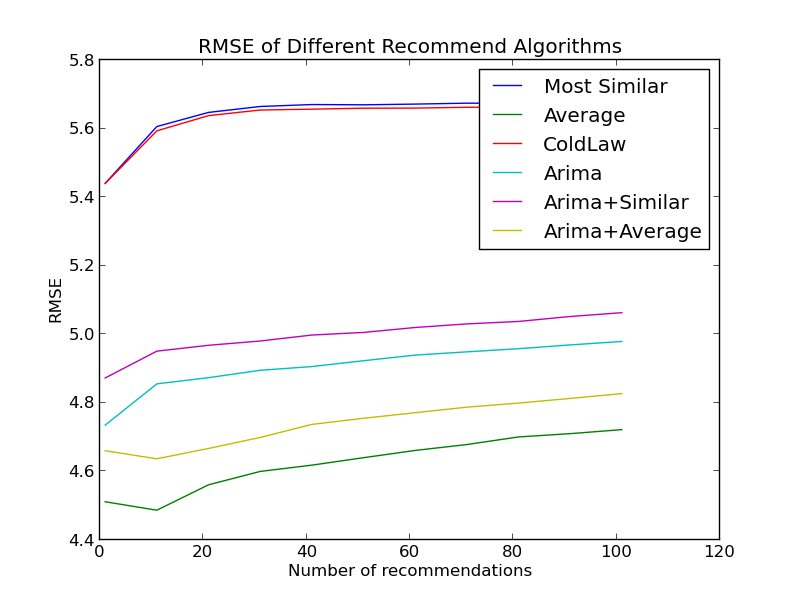 RMSE of Different Recommend Algorithms
5.8
5.6
5.4
5.2
5.0
4.8
4.6
4.4
RMSE
Most Similar
Average
ColdLaw
Arima
Arima+Similar
Arima+Average
0 20 40 60 80 100 120
Number of recommendations